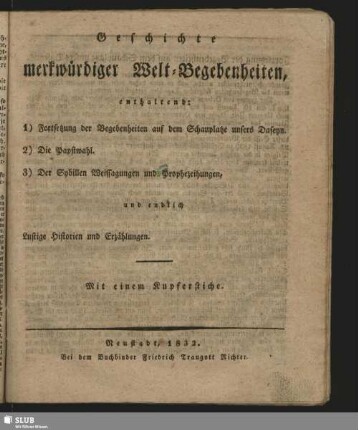 Geschichte
merkwürdiger Welt-Begebenheiten,
enthaltend:
1) Fortsetzung der Begebenheiten auf dem Schauplatze unsers Daseyn.
2) Die Papstwahl.
3) Der Sybillen Weissagungen und Prophezeihungen,
und endlich
Lustige Historien und Erzählungen.
Mit einem Kupferstiche.
Neustadt, 1832.
Bei dem Buchbinder Friedrich Traugott Richter.
SLUB
Wir führen Wissen.